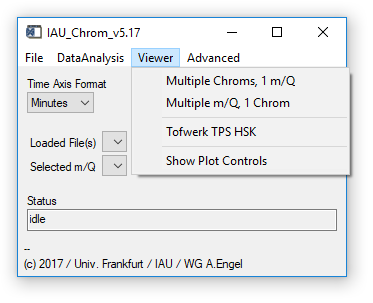 IAU_Chrom_v5.17
File DataAnalysis Viewer Advanced
Multiple Chroms, 1 m/Q
Multiple m/Q, 1 Chrom
Tofwerk TPS HSK
Show Plot Controls
Time Axis Format
Minutes
Loaded File(s)
Selected m/Q
Status
idle
--
(c) 2017 / Univ. Frankfurt / IAU / WG A.Engel